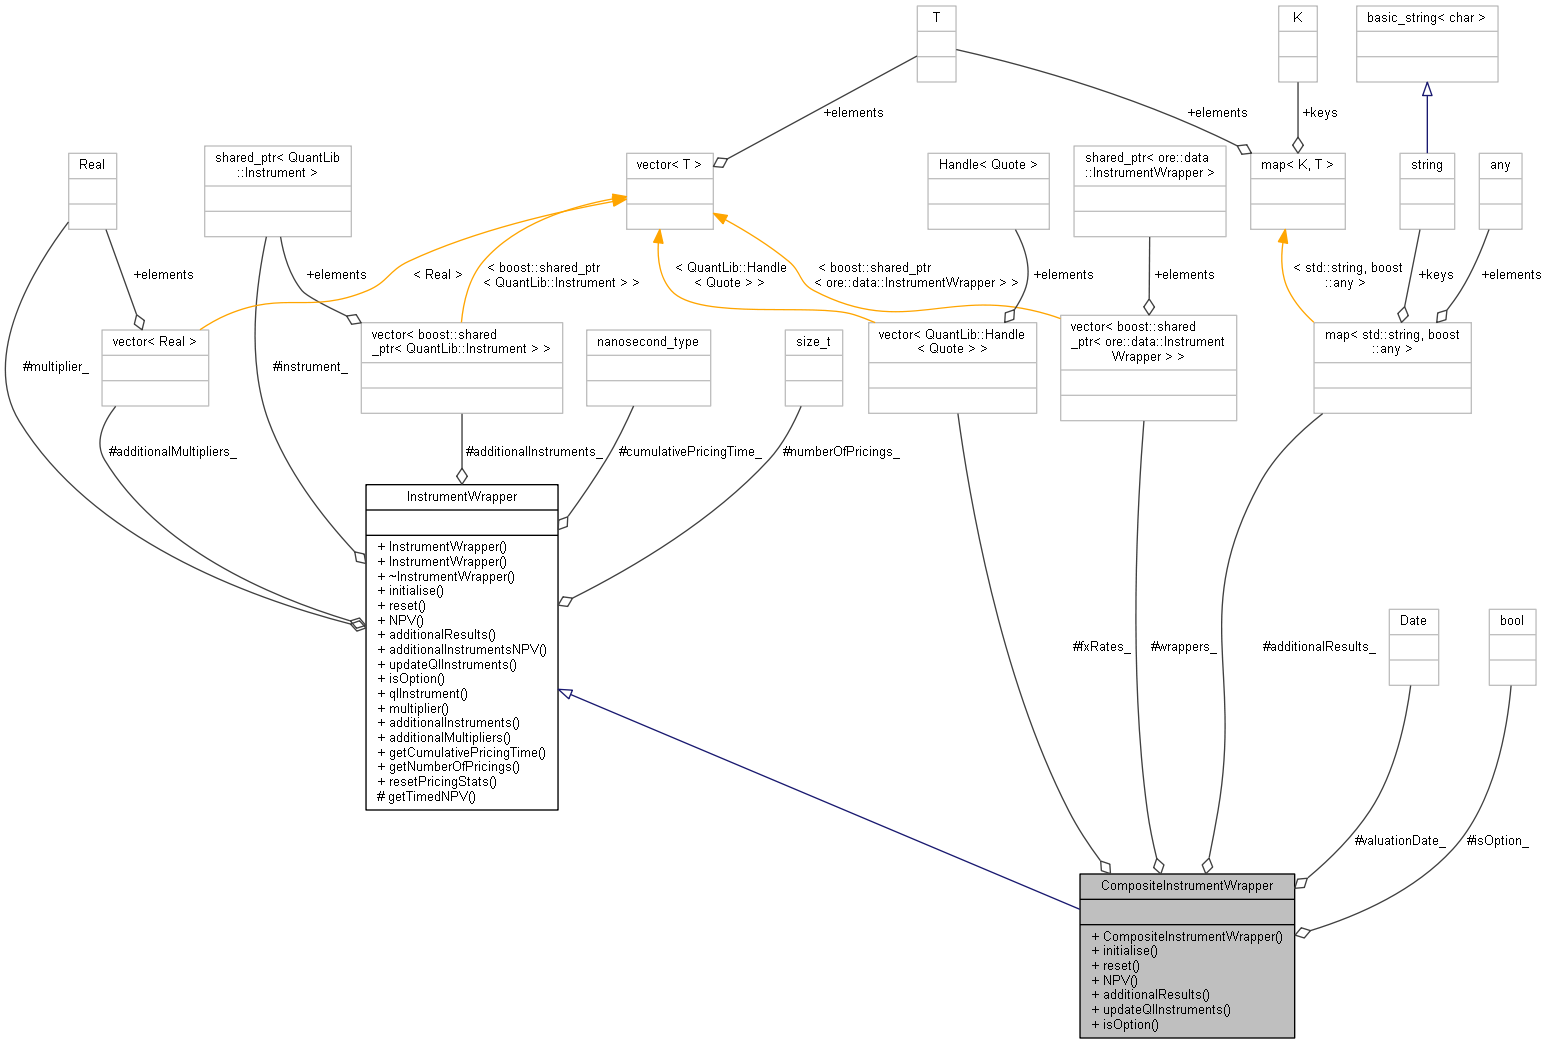 T
K
basic_string< char >
+elements
+elements
+keys
Real
shared_ptr< QuantLib
::Instrument >
vector< T >
Handle< Quote >
shared_ptr< ore::data
::InstrumentWrapper >
map< K, T >
string
any
+elements
+elements
< Real >
< boost::shared_ptr
< QuantLib::Instrument > >
< QuantLib::Handle
< Quote > >
< boost::shared_ptr
< ore::data::InstrumentWrapper > >
+elements
+elements
< std::string, boost
::any >
+keys
+elements
vector< Real >
vector< boost::shared
_ptr< QuantLib::Instrument > >
nanosecond_type
size_t
vector< QuantLib::Handle
< Quote > >
vector< boost::shared
_ptr< ore::data::Instrument
Wrapper > >
map< std::string, boost
::any >
#multiplier_
#instrument_
#additionalMultipliers_
#additionalInstruments_
#cumulativePricingTime_
#numberOfPricings_
InstrumentWrapper
+ InstrumentWrapper()
+ InstrumentWrapper()
+ ~InstrumentWrapper()
+ initialise()
+ reset()
+ NPV()
+ additionalResults()
+ additionalInstrumentsNPV()
+ updateQlInstruments()
+ isOption()
+ qlInstrument()
+ multiplier()
+ additionalInstruments()
+ additionalMultipliers()
+ getCumulativePricingTime()
+ getNumberOfPricings()
+ resetPricingStats()
# getTimedNPV()
#fxRates_
#wrappers_
#additionalResults_
Date
bool
#valuationDate_
#isOption_
CompositeInstrumentWrapper
+ CompositeInstrumentWrapper()
+ initialise()
+ reset()
+ NPV()
+ additionalResults()
+ updateQlInstruments()
+ isOption()